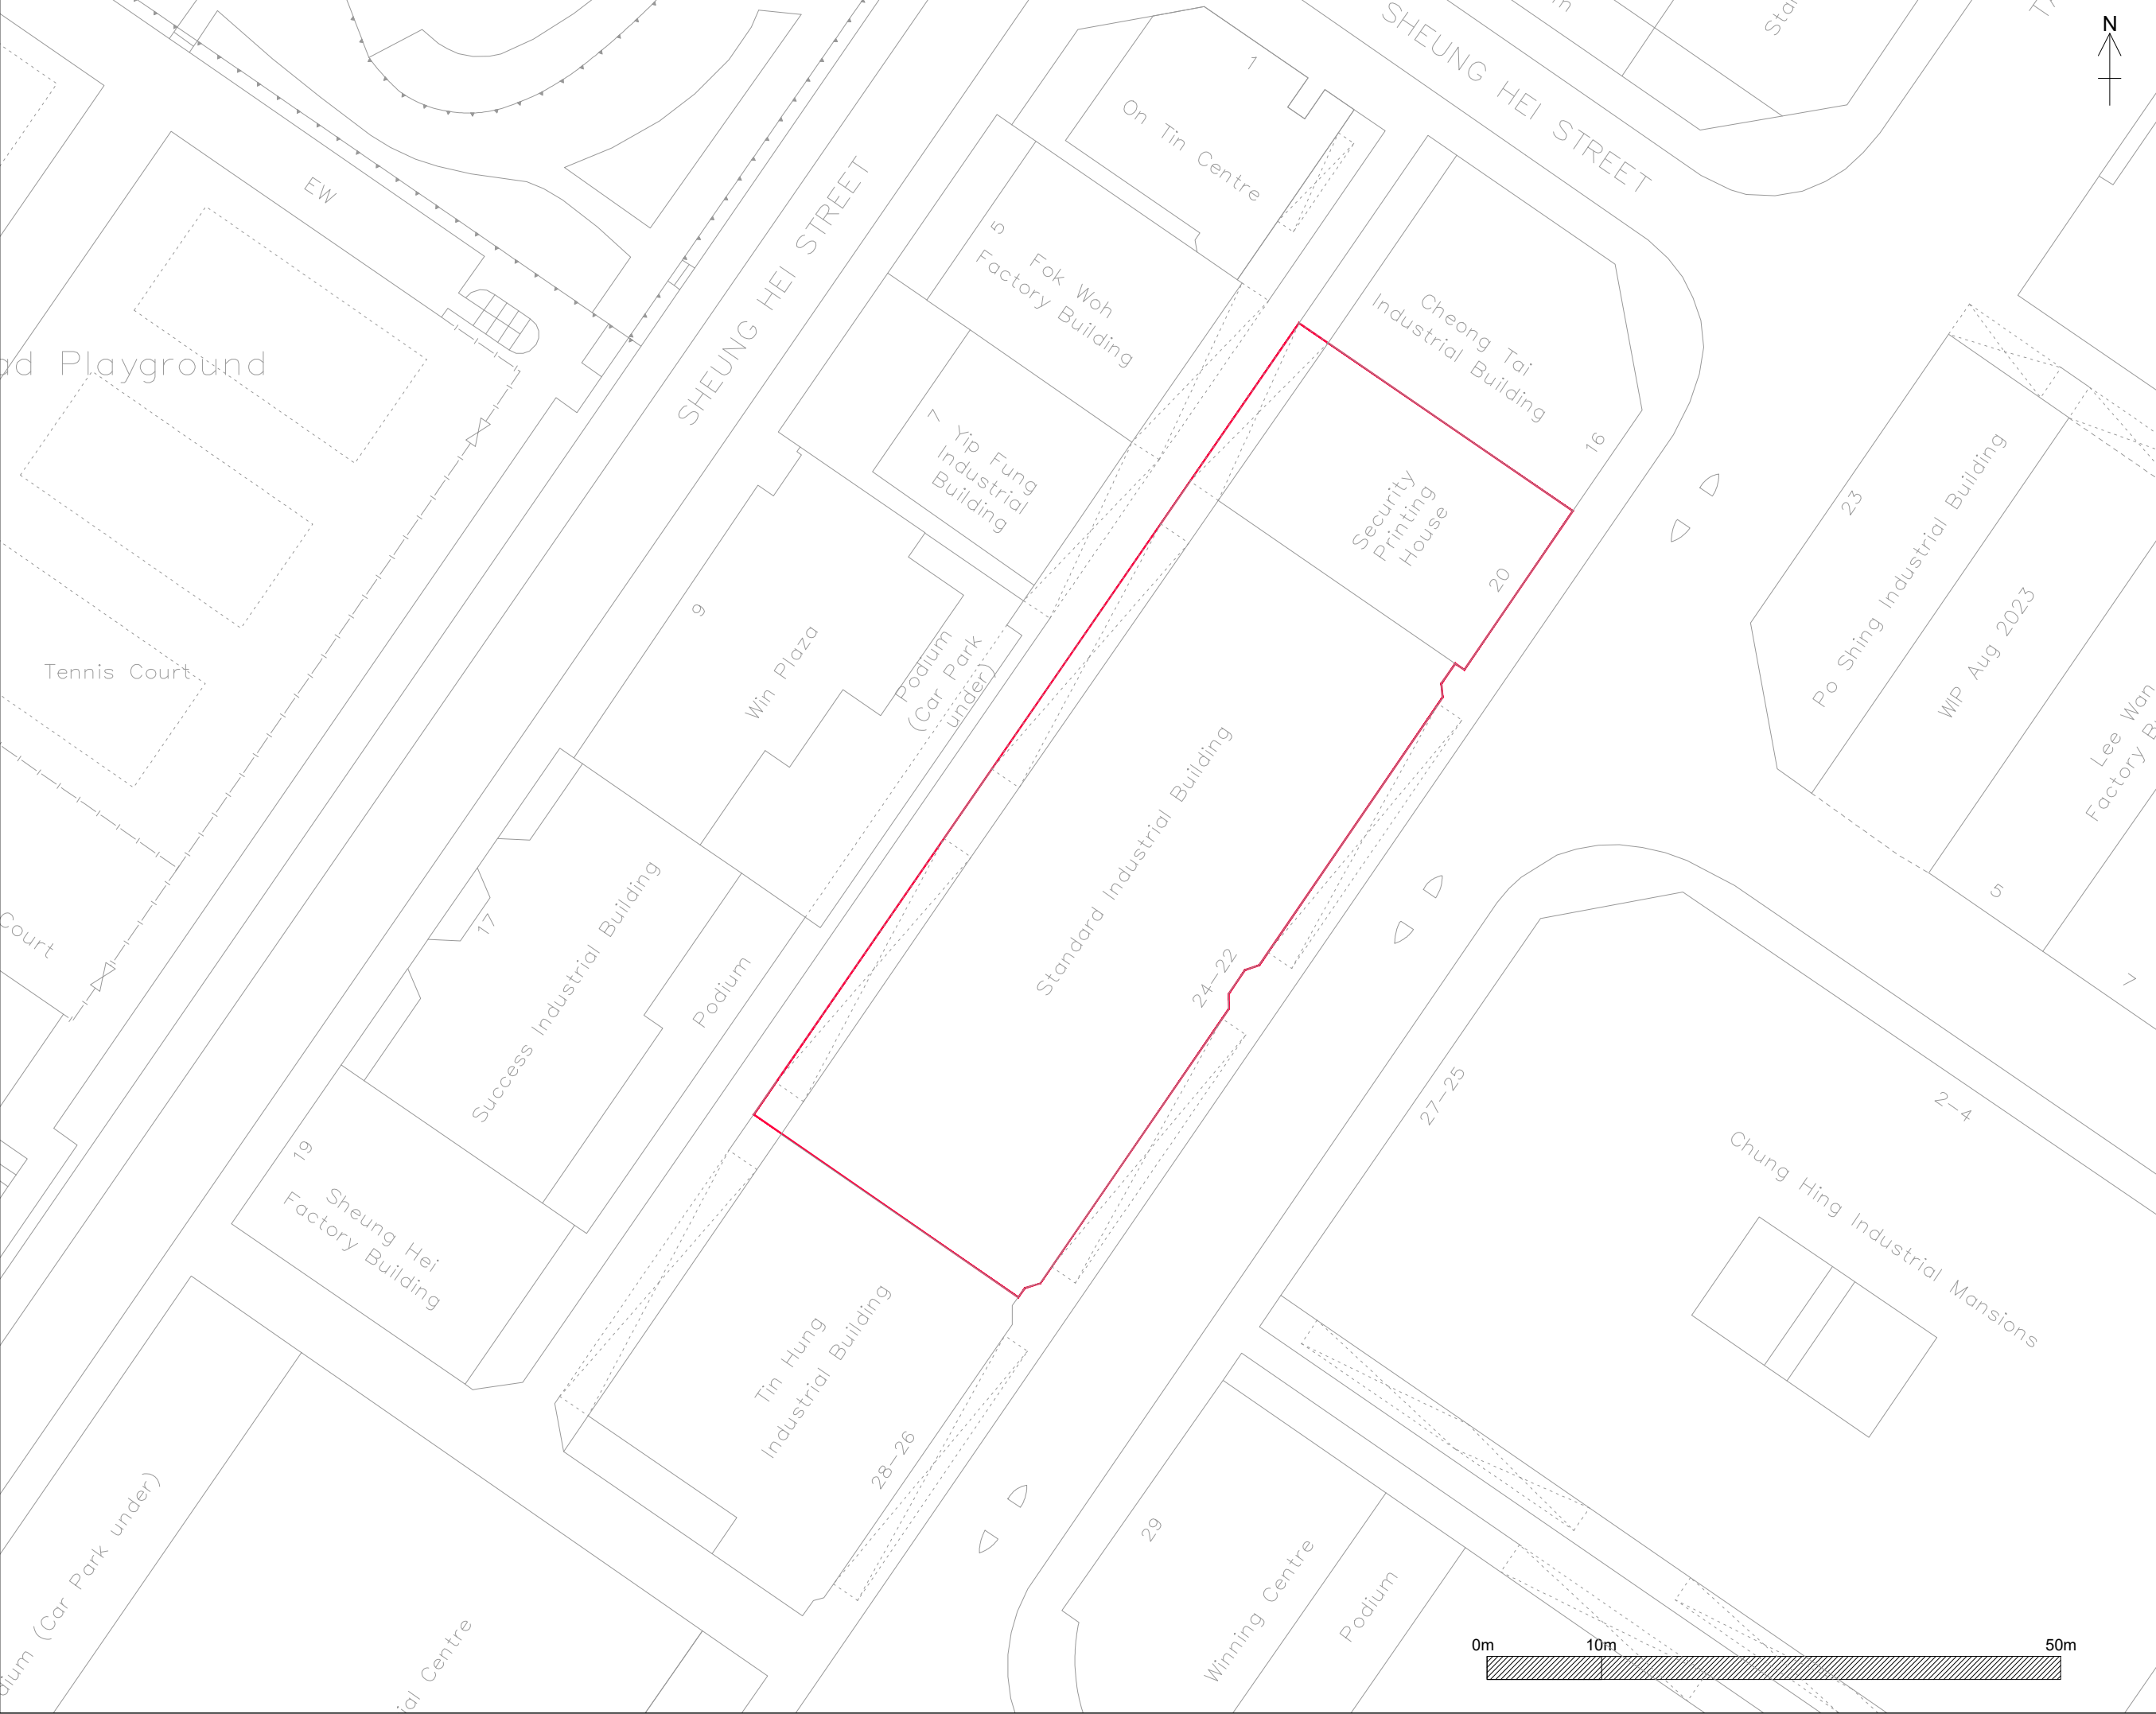 N
SHEUNG HEI STREET
1
On Tin Centre
EW
SHEUNG HEI STREET
5
Fok Woh
Factory Building
Cheong Tai
Industrial Building
16
Playground
7
Yip Fung
Industrial
Building
Security
Printing
House
20
23
Po Shing Industrial Building
WIP Aug 2023
Lee Wan
Factory
9
Win Plaza
Podium
(Car Park
under)
Tennis Court
Standard Industrial Building
24-22
5
7
Court
17
Success Industrial Building
Podium
27-25
2-4
Chung Hing Industrial Mansions
19
Sheung Hei
Factory Building
Tin Hung
Industrial Building
28-26
29
Winning Centre
Podium
(Car Park under)
Centre
0m
10m
50m